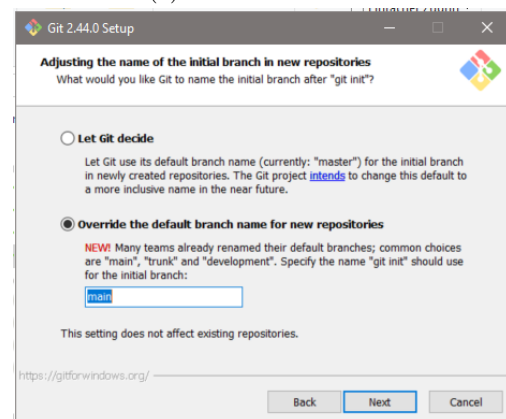 Git 2.44.0 Setup
Adjusting the name of the initial branch in new repositories
What would you like Git to name the initial branch after "git init"?
Let Git decide
Let Git use its default branch name (currently: "master") for the initial branch
in newly created repositories. The Git project intends to change this default to
a more inclusive name in the near future.
Override the default branch name for new repositories
NEW! Many teams already renamed their default branches; common choices
are "main", "trunk" and "development". Specify the name "git init" should use
for the initial branch:
main
This setting does not affect existing repositories.
https://gitforwindows.org/
Back Next Cancel